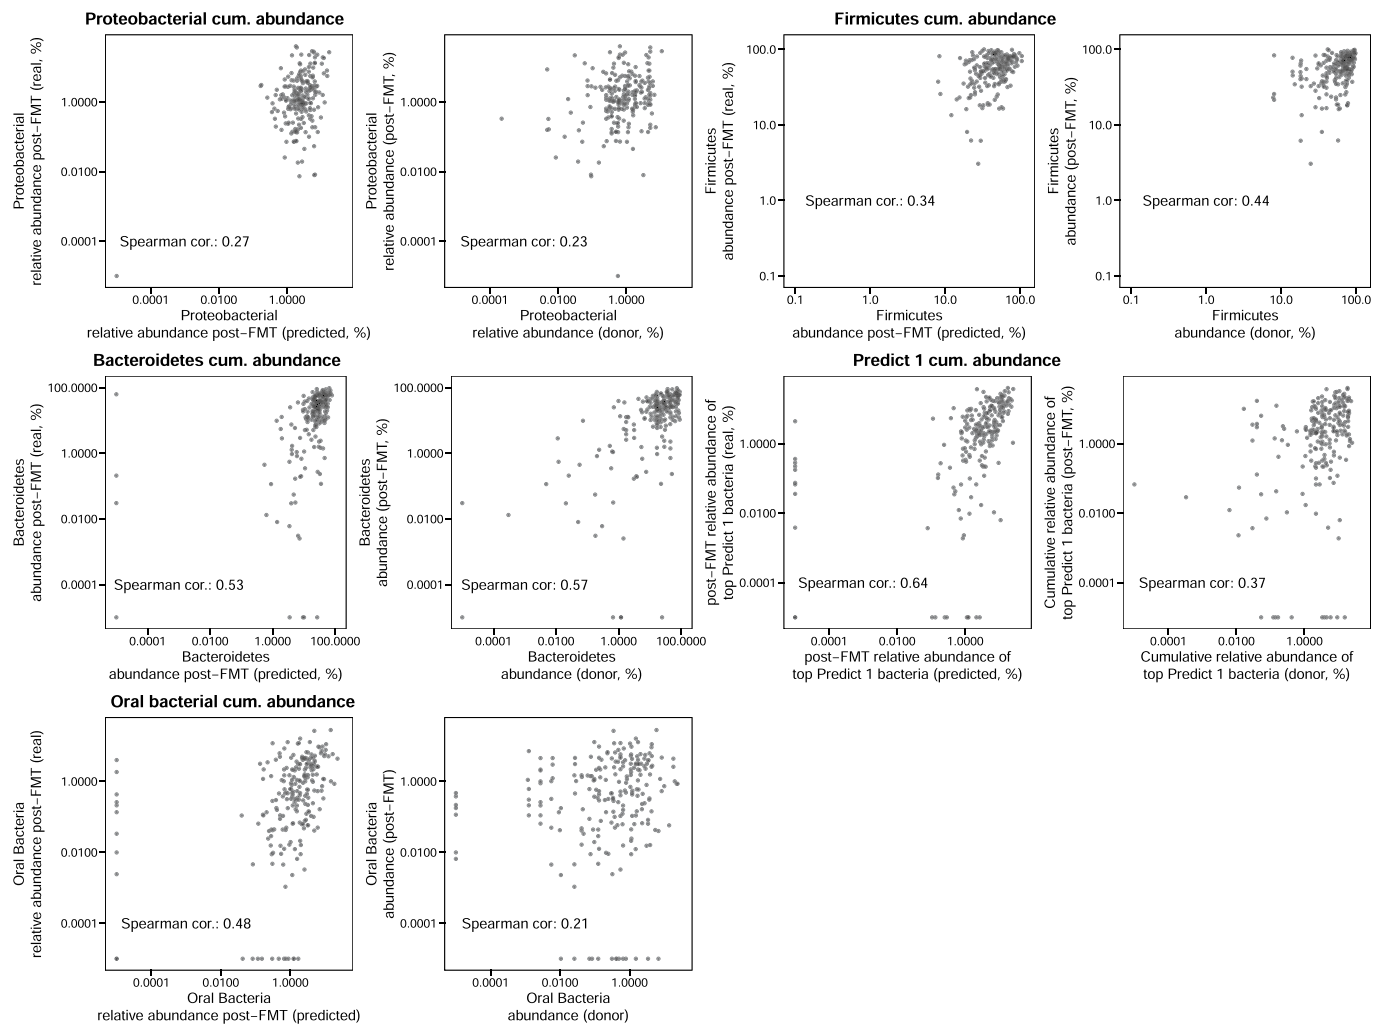 Proteobacterial cum. abundance
Firmicutes cum. abundance
Proteobacterial
relative abundance post–FMT (real, %)
1.0000
0.0100
0.0001
Spearman cor.: 0.27
0.0001
0.0100
1.0000
Proteobacterial
relative abundance post–FMT (predicted, %)
Proteobacterial
relative abundance (post–FMT, %)
1.0000
0.0100
0.0001
Spearman cor: 0.23
0.0001
0.0100
1.0000
Proteobacterial
relative abundance (donor, %)
Firmicutes
abundance post–FMT (real, %)
100.0
10.0
1.0
0.1
Spearman cor.: 0.34
0.1
1.0
10.0
100.0
Firmicutes
abundance post–FMT (predicted, %)
Firmicutes
abundance (post–FMT, %)
100.0
10.0
1.0
0.1
Spearman cor: 0.44
0.1
1.0
10.0
100.0
Firmicutes
abundance (donor, %)
Bacteroidetes cum. abundance
Predict 1 cum. abundance
Bacteroidetes
abundance post–FMT (real, %)
100.0000
1.0000
0.0100
0.0001
Spearman cor.: 0.53
0.0001
0.0100
1.0000
100.0000
Bacteroidetes
abundance post–FMT (predicted, %)
Bacteroidetes
abundance (post–FMT, %)
100.0000
1.0000
0.0100
0.0001
Spearman cor: 0.57
0.0001
0.0100
1.0000
100.0000
Bacteroidetes
abundance (donor, %)
post–FMT relative abundance of
top Predict 1 bacteria (real, %)
1.0000
0.0100
0.0001
Spearman cor.: 0.64
0.0001
0.0100
1.0000
post-FMT relative abundance of
top Predict 1 bacteria (predicted, %)
Cumulative relative abundance of
top Predict 1 bacteria (post–FMT, %)
1.0000
0.0100
0.0001
Spearman cor: 0.37
0.0001
0.0100
1.0000
Cumulative relative abundance of
top Predict 1 bacteria (donor, %)
Oral bacterial cum. abundance
Oral Bacteria
relative abundance post–FMT (real)
1.0000
0.0100
0.0001
Spearman cor.: 0.48
0.0001
0.0100
1.0000
Oral Bacteria
relative abundance post–FMT (predicted)
Oral Bacteria
abundance (post–FMT)
1.0000
0.0100
0.0001
Spearman cor: 0.21
0.0001
0.0100
1.0000
Oral Bacteria
abundance (donor)